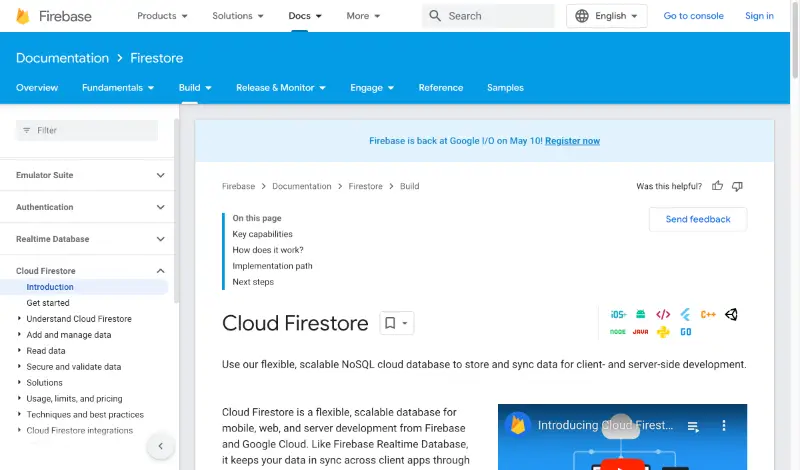 Firebase Products Solutions Docs More Search English Go to console Sign in
Documentation > Firestore
Overview Fundamentals Build Release & Monitor Engage Reference Samples
Filter
Emulator Suite
Authentication
Realtime Database
Cloud Firestore
Introduction
Get started
Understand Cloud Firestore
Add and manage data
Read data
Secure and validate data
Solutions
Usage, limits, and pricing
Techniques and best practices
Cloud Firestore integrations
Firebase is back at Google I/O on May 10! Register now
Firebase > Documentation > Firestore > Build
Was this helpful?
Send feedback
On this page
Key capabilities
How does it work?
Implementation path
Next steps
Cloud Firestore
iOS+ C++
NODE JAVA GO
Use our flexible, scalable NoSQL cloud database to store and sync data for client- and server-side development.
Cloud Firestore is a flexible, scalable database for
mobile, web, and server development from Firebase
and Google Cloud. Like Firebase Realtime Database,
it keeps your data in sync across client apps through
Introducing Cloud Firest...